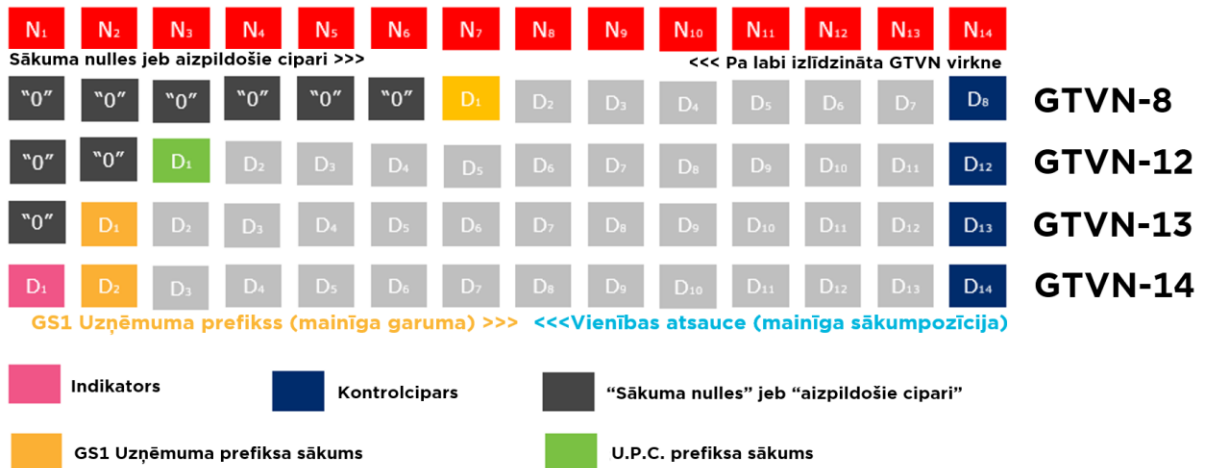 N₁ N₂ N₃ N₄ N₅ N₆ N₇ N₈ N₉ N₁₀ N₁₁ N₁₂ N₁₃ N₁₄
Sākuma nulles jeb aizpildošie cipari >>> <<< Pa labi izlīdzināta GTVN virkne
"0" "0" "0" "0" "0" "0" D₁ D₂ D₃ D₄ D₅ D₆ D₇ D₈ GTVN-8
"0" "0" D₁ D₂ D₃ D₄ D₅ D₆ D₇ D₈ D₉ D₁₀ D₁₁ D₁₂ GTVN-12
"0" D₁ D₂ D₃ D₄ D₅ D₆ D₇ D₈ D₉ D₁₀ D₁₁ D₁₂ D₁₃ GTVN-13
D₁ D₂ D₃ D₄ D₅ D₆ D₇ D₈ D₉ D₁₀ D₁₁ D₁₂ D₁₃ D₁₄ GTVN-14
GS1 Uzņēmuma prefikss (mainīga garuma) >>> <<<Vienības atsauce (mainīga sākumpozīcija)
Indikators Kontrolcipars “Sākuma nulles” jeb “aizpildošie cipari”
GS1 Uzņēmuma prefiksa sākums U.P.C. prefiksa sākums